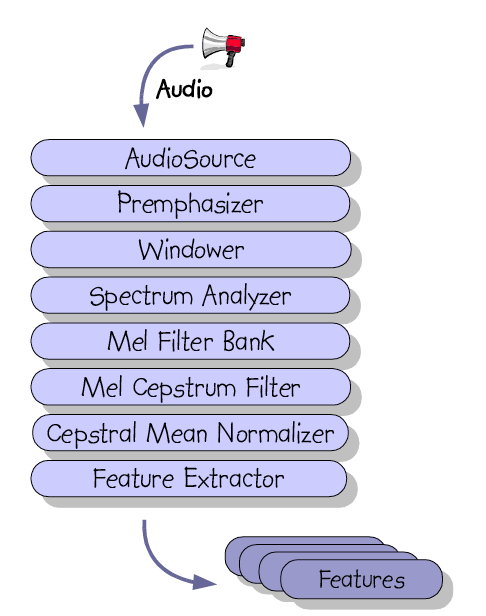 Audio
AudioSource
Premphasizer
Windower
Spectrum Analyzer
Mel Filter Bank
Mel Cepstrum Filter
Cepstral Mean Normalizer
Feature Extractor
Features